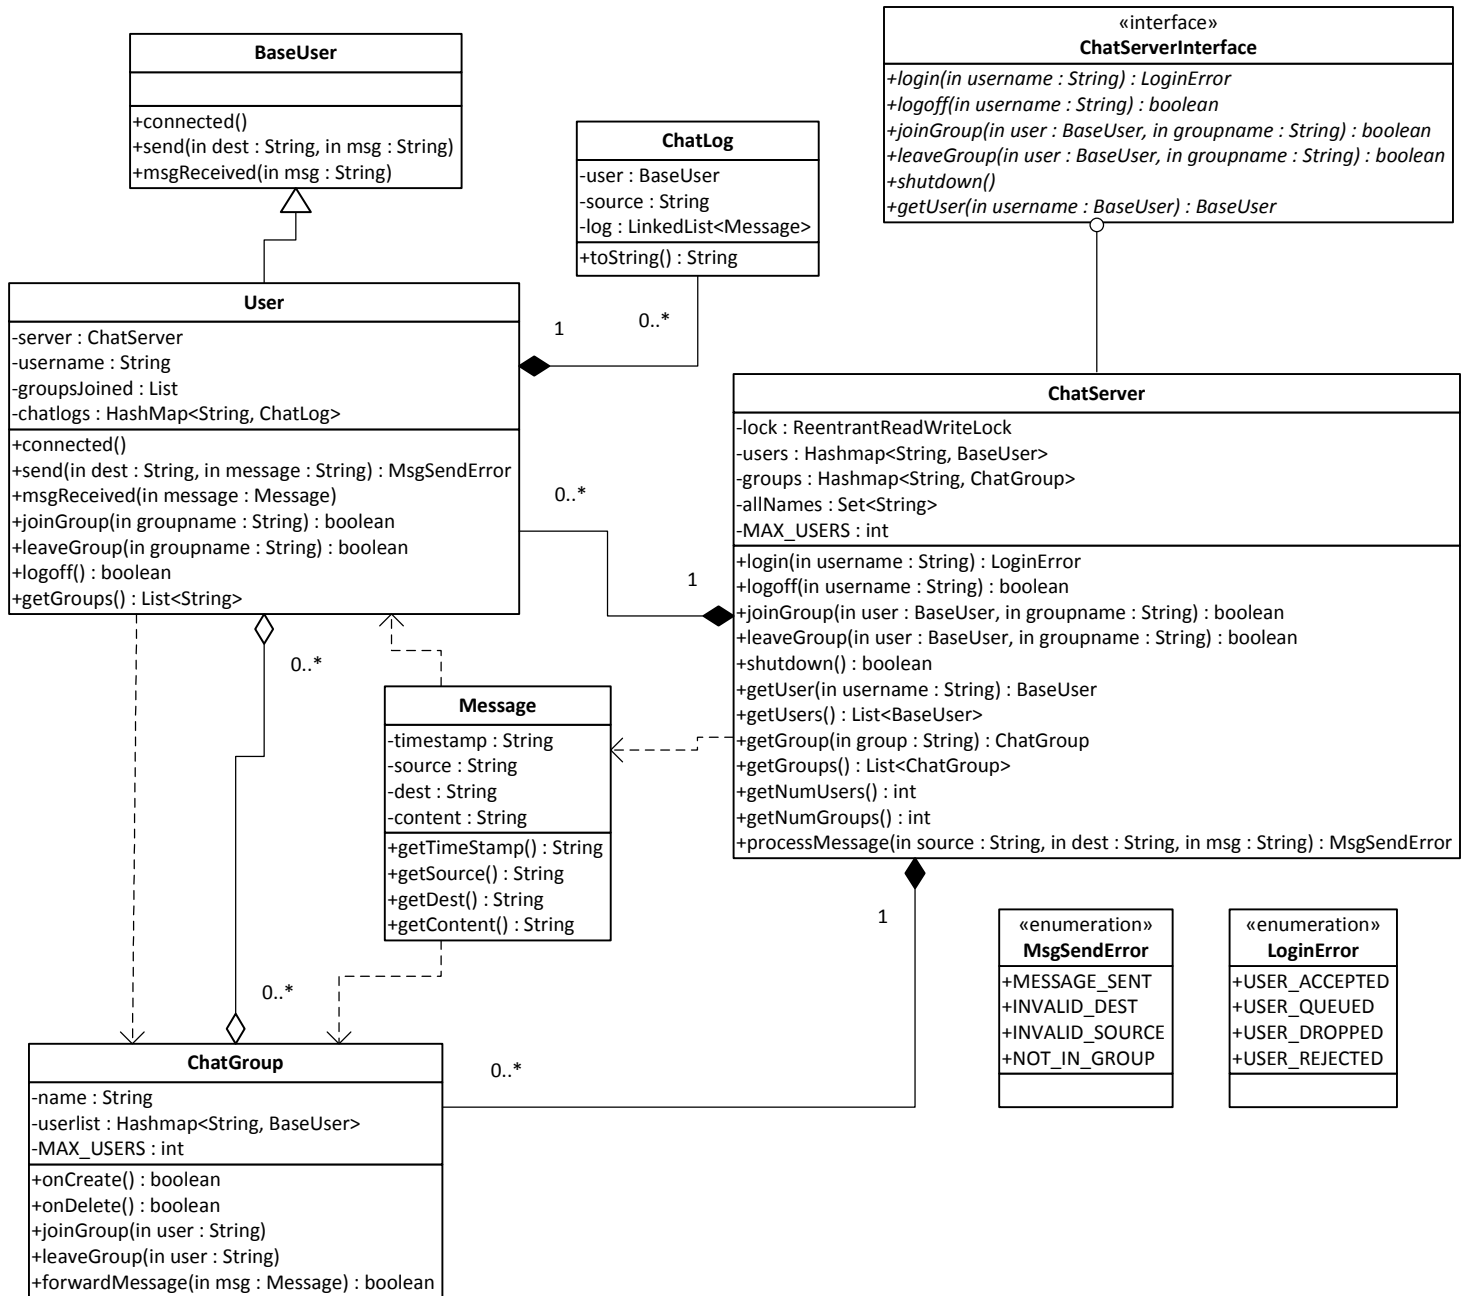 BaseUser
+connected()
+send(in dest : String, in msg : String)
+msgReceived(in msg : String)
ChatLog
-user : BaseUser
-source : String
-log : LinkedList<Message>
+toString() : String
«interface»
ChatServerInterface
+login(in username : String) : LoginError
+logoff(in username : String) : boolean
+joinGroup(in user : BaseUser, in groupname : String) : boolean
+leaveGroup(in user : BaseUser, in groupname : String) : boolean
+shutdown()
+getUser(in username : BaseUser) : BaseUser
User
-server : ChatServer
-username : String
-groupsJoined : List
-chatlogs : HashMap<String, ChatLog>
+connected()
+send(in dest : String, in message : String) : MsgSendError
+msgReceived(in message : Message)
+joinGroup(in groupname : String) : boolean
+leaveGroup(in groupname : String) : boolean
+logoff() : boolean
+getGroups() : List<String>
1
0..*
ChatServer
-lock : ReentrantReadWriteLock
-users : Hashmap<String, BaseUser>
-groups : Hashmap<String, ChatGroup>
-allNames : Set<String>
-MAX_USERS : int
+login(in username : String) : LoginError
+logoff(in username : String) : boolean
+joinGroup(in user : BaseUser, in groupname : String) : boolean
+leaveGroup(in user : BaseUser, in groupname : String) : boolean
+shutdown() : boolean
+getUser(in username : String) : BaseUser
+getUsers() : List<BaseUser>
+getGroup(in group : String) : ChatGroup
+getGroups() : List<ChatGroup>
+getNumUsers() : int
+getNumGroups() : int
+processMessage(in source : String, in dest : String, in msg : String) : MsgSendError
0..*
1
0..*
Message
-timestamp : String
-source : String
-dest : String
-content : String
+getTimeStamp() : String
+getSource() : String
+getDest() : String
+getContent() : String
0..*
1
0..*
ChatGroup
-name : String
-userlist : Hashmap<String, BaseUser>
-MAX_USERS : int
+onCreate() : boolean
+onDelete() : boolean
+joinGroup(in user : String)
+leaveGroup(in user : String)
+forwardMessage(in msg : Message) : boolean
«enumeration»
MsgSendError
+MESSAGE_SENT
+INVALID_DEST
+INVALID_SOURCE
+NOT_IN_GROUP
«enumeration»
LoginError
+USER_ACCEPTED
+USER_QUEUED
+USER_DROPPED
+USER_REJECTED